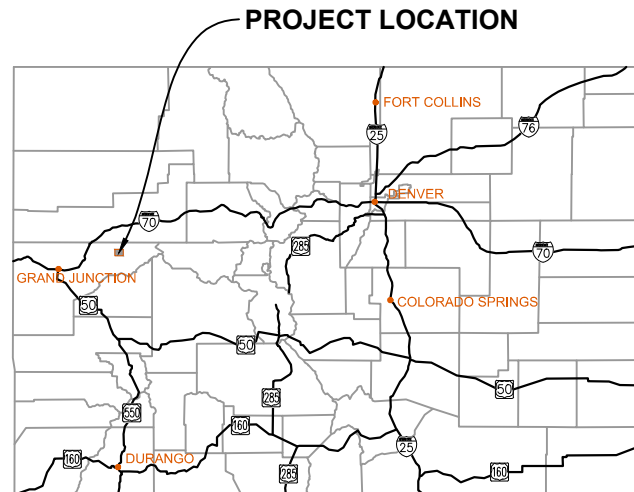 PROJECT LOCATION
FORT COLLINS
25
76
DENVER
70
285
70
GRAND JUNCTION
50
COLORADO SPRINGS
50
50
285
550
160
25
160
DURANGO
285
160